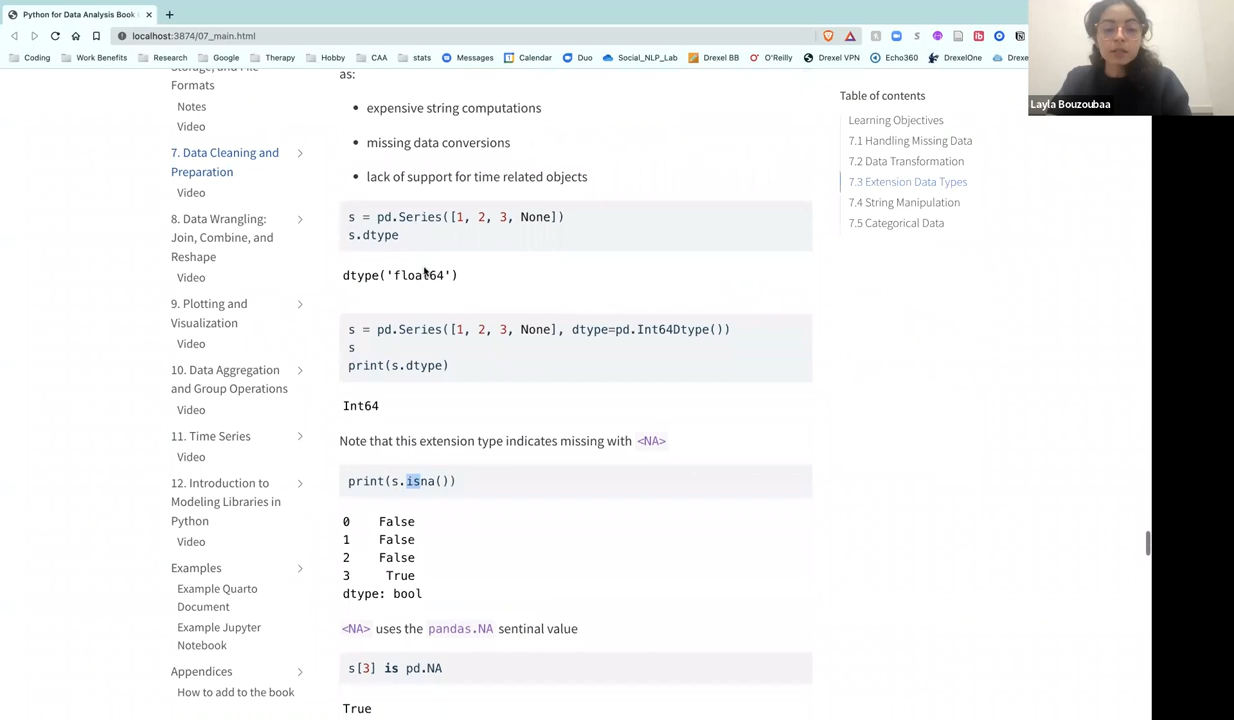 Python for Data Analysis Book
localhost:3874/07_main.html
Coding
Work Benefits
Research
Google
Therapy
Hobby
CAA
stats
Messages
Calendar
Duo
Social_NLP_Lab
Drexel BB
O'Reilly
Drexel VPN
Echo360
DrexelOne
Drexe
Layla Bouzoubaa
Storage, and File
Formats
Notes
Video
7. Data Cleaning and
Preparation
Video
8. Data Wrangling:
Join, Combine, and
Reshape
Video
9. Plotting and
Visualization
Video
10. Data Aggregation
and Group Operations
Video
11. Time Series
Video
12. Introduction to
Modeling Libraries in
Python
Video
Examples
Example Quarto
Document
Example Jupyter
Notebook
Appendices
How to add to the book
as:
• expensive string computations
• missing data conversions
• lack of support for time related objects
s = pd.Series([1, 2, 3, None])
s.dtype
dtype('float64')
s = pd.Series([1, 2, 3, None], dtype=pd.Int64Dtype())
s
print(s.dtype)
Int64
Note that this extension type indicates missing with <NA>
print(s.isna())
0 False
1 False
2 False
3 True
dtype: bool
<NA> uses the pandas.NA sentinal value
s[3] is pd.NA
True
Table of contents
Learning Objectives
7.1 Handling Missing Data
7.2 Data Transformation
7.3 Extension Data Types
7.4 String Manipulation
7.5 Categorical Data